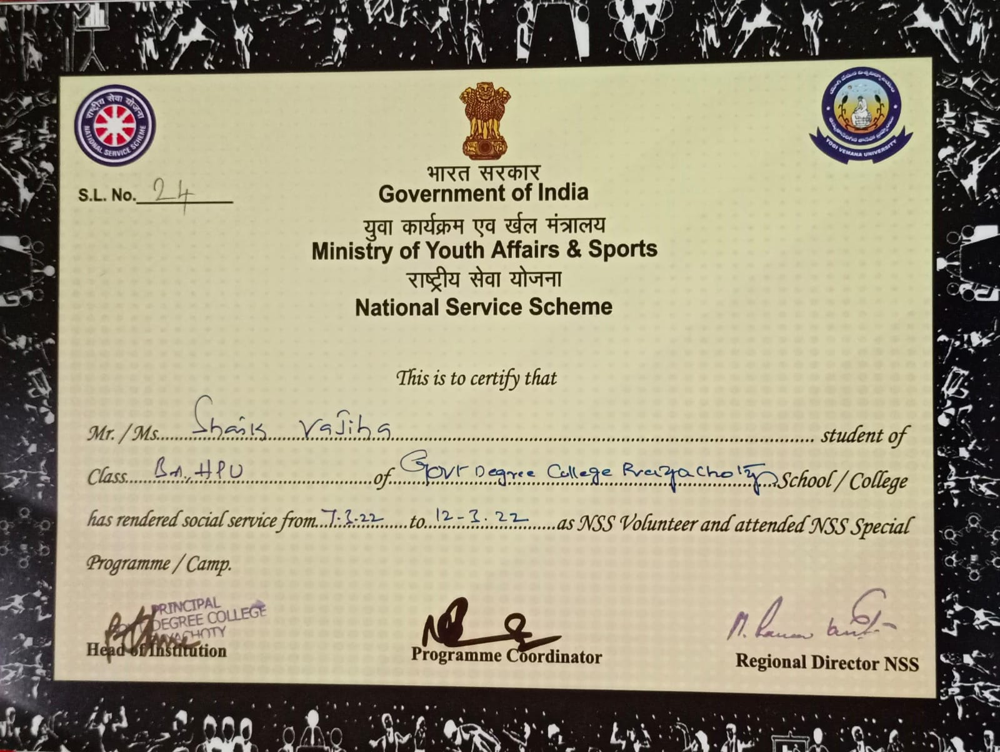 राष्ट्रीय सेवा योजना
NATIONAL SERVICE SCHEME
YOGI VEMANA UNIVERSITY
S.L. No. 24
भारत सरकार
Government of India
युवा कार्यक्रम एव र्खल मंत्रालय
Ministry of Youth Affairs & Sports
राष्ट्रीय सेवा योजना
National Service Scheme
This is to certify that
Mr. / Ms. Shaik Vajiha student of
Class B.A., HPU of Govt Degree College Rayachoty School / College
has rendered social service from 7.3.22 to 12-3.22 as NSS Volunteer and attended NSS Special
Programme / Camp.
PRINCIPAL
DEGREE COLLEGE
Head of Institution
Programme Coordinator
Regional Director NSS